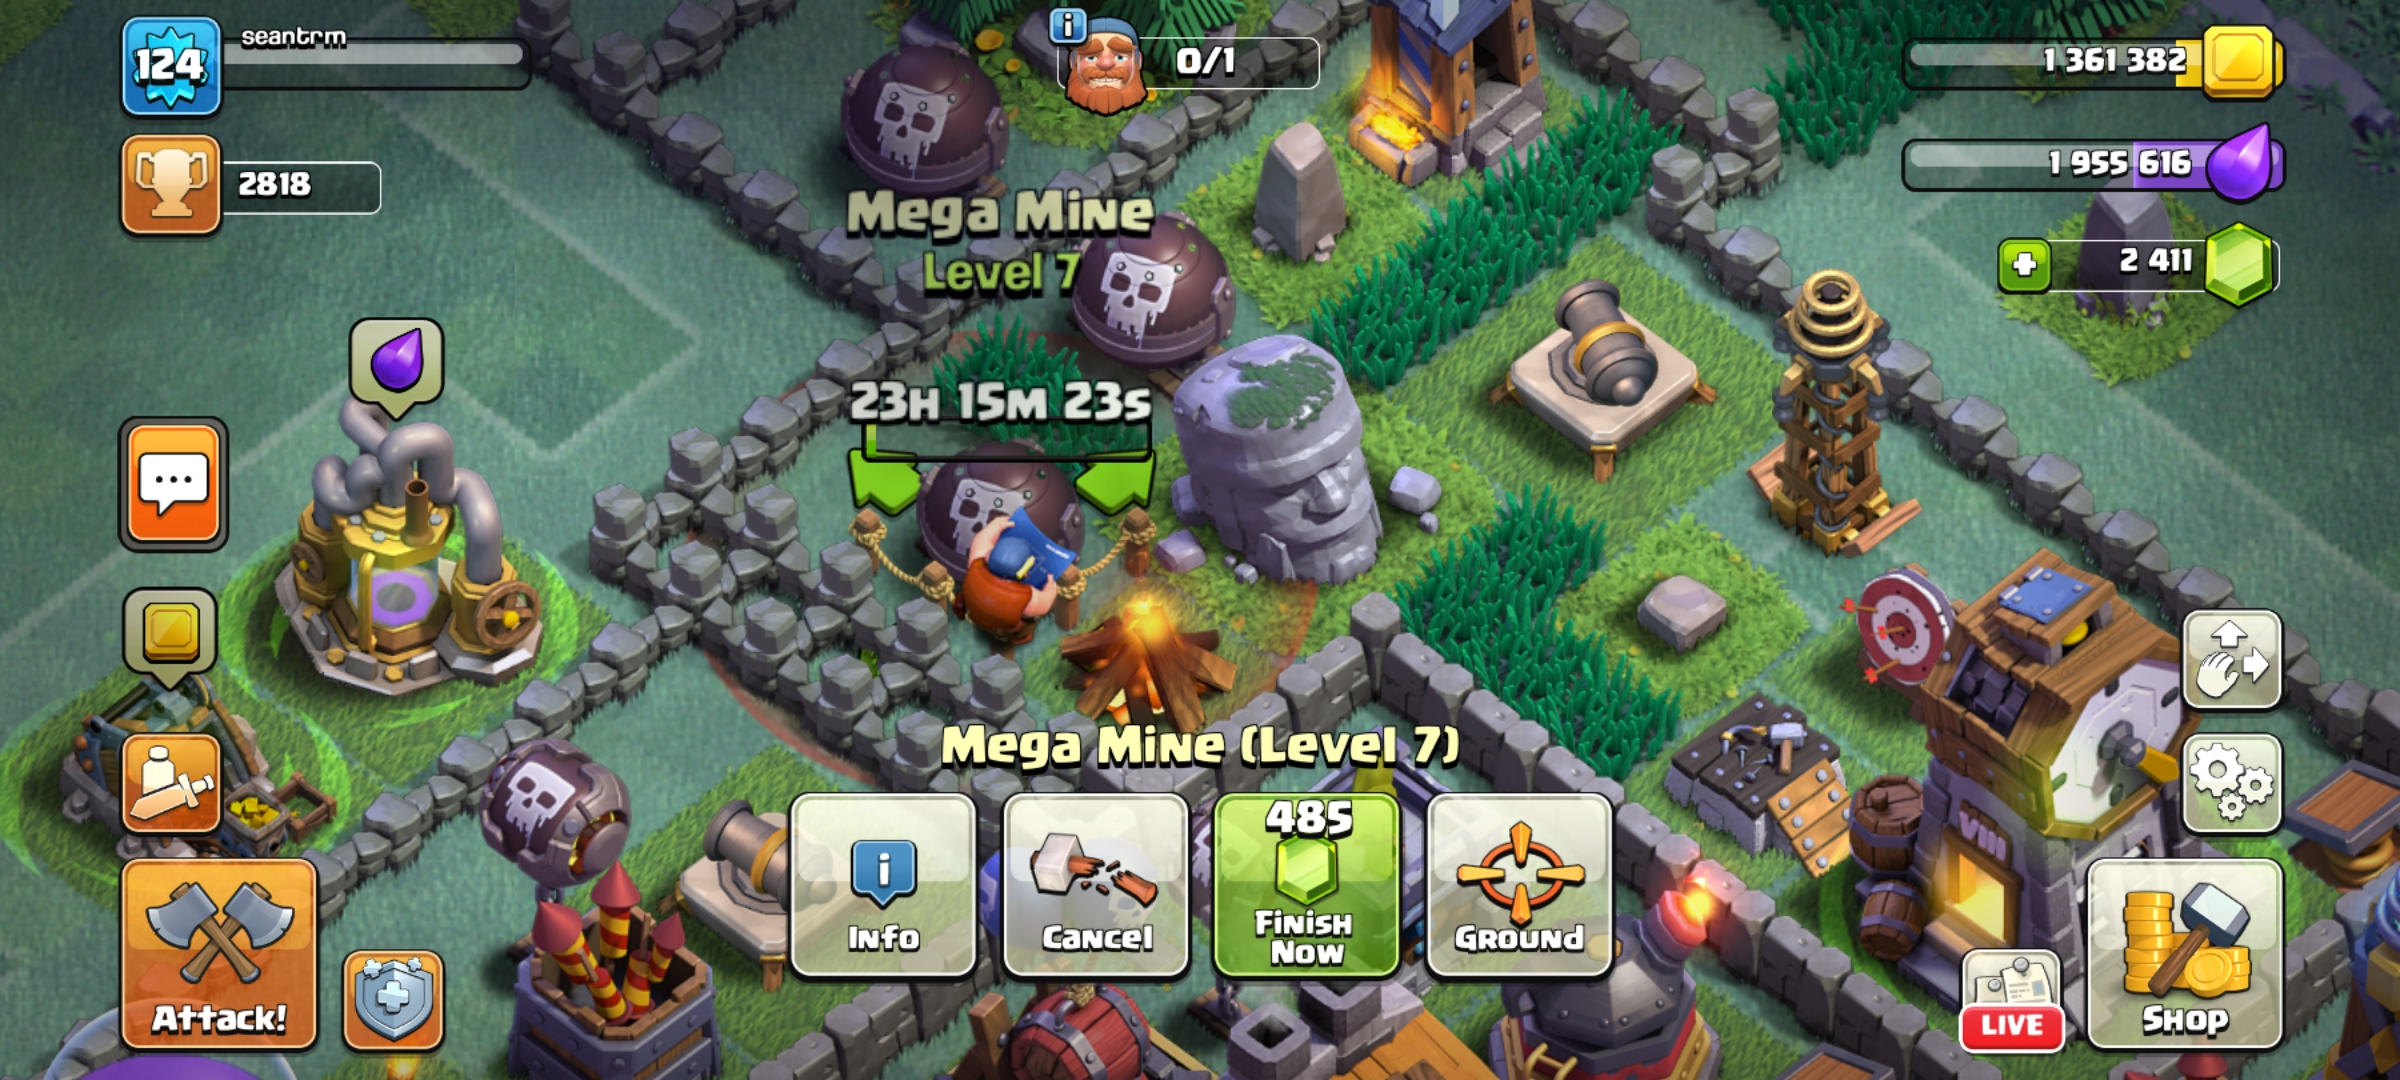 124
seantrm
0/1
1 361 382
2818
1 955 616
2 411
Mega Mine
Level 7
23H 15M 23s
Mega Mine (Level 7)
485
Info
Cancel
Finish
Now
Ground
VIII
Attack!
LIVE
Shop